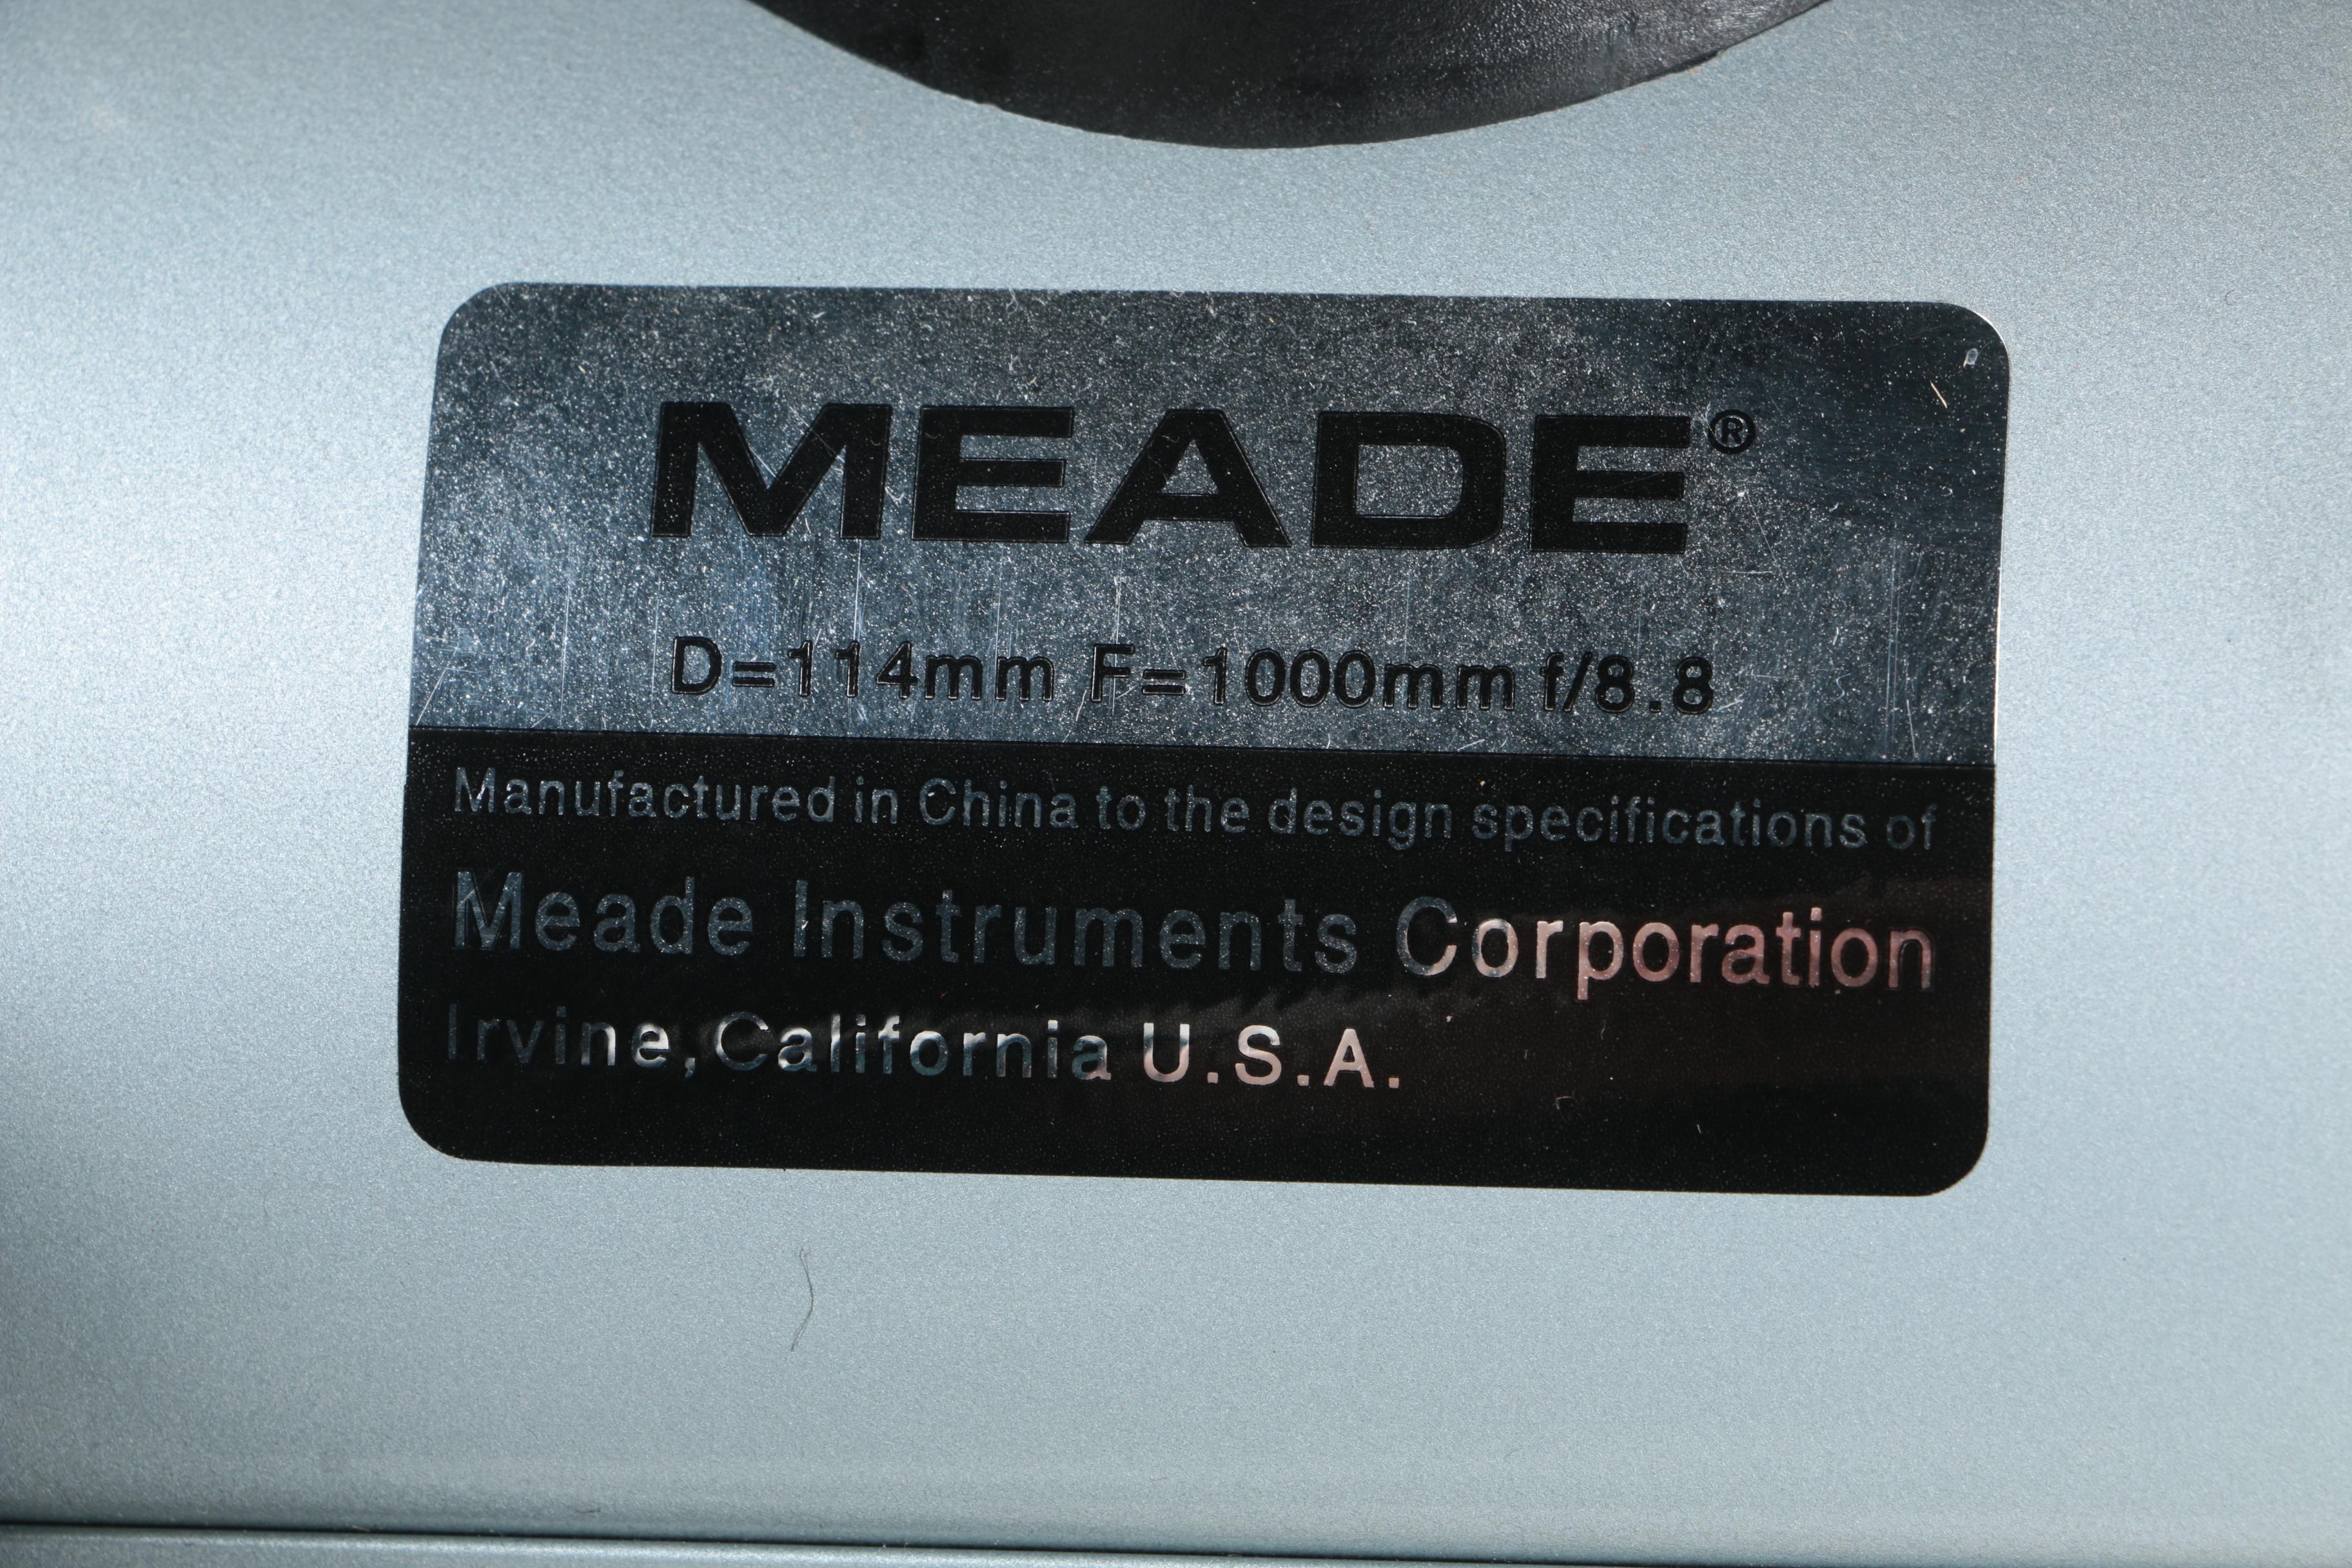 MEADE®
D=114mm F=1000mm f/8.8
Manufactured in China to the design specifications of
Meade Instruments Corporation
Irvine, California U.S.A.